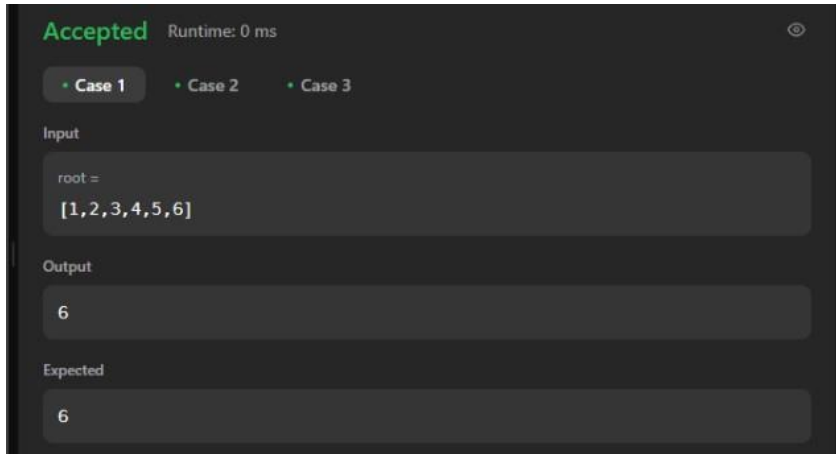 Accepted Runtime: 0 ms
• Case 1 • Case 2 • Case 3
Input
root =
[1,2,3,4,5,6]
Output
6
Expected
6